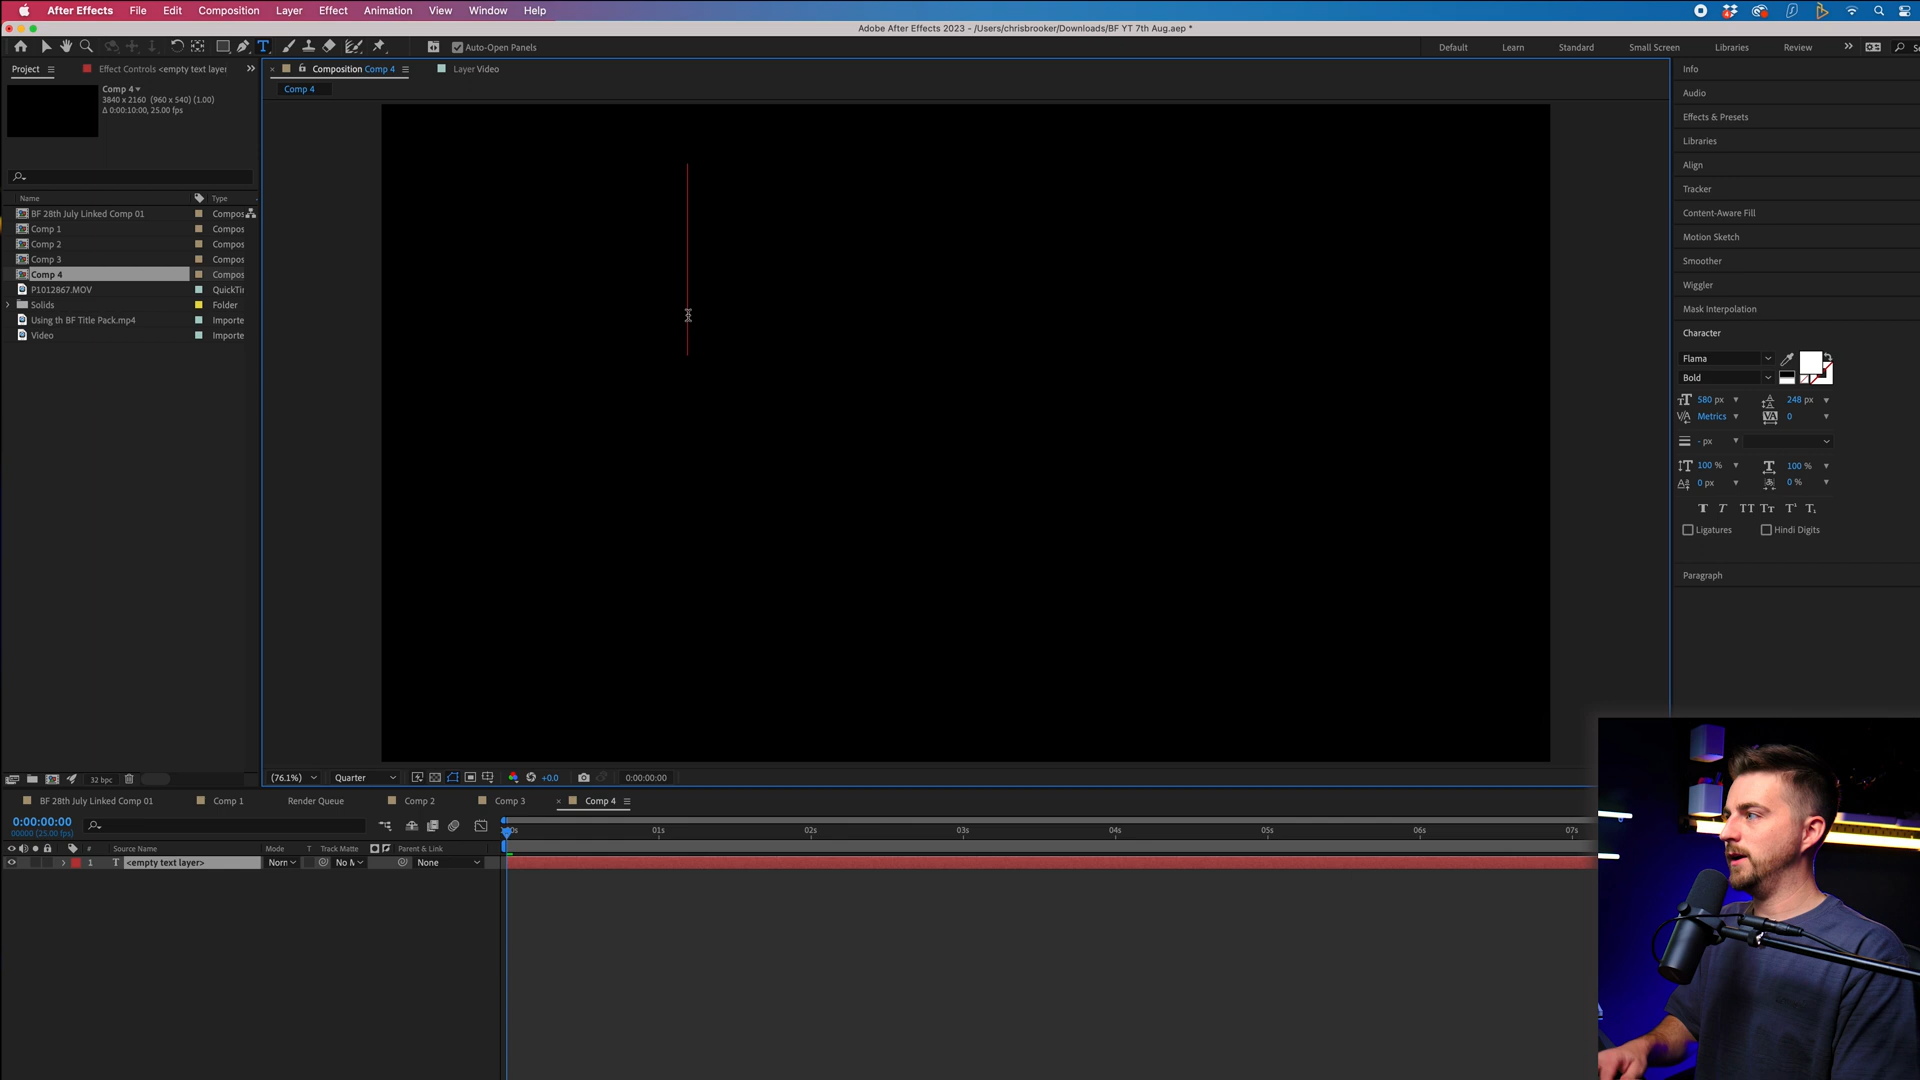 After Effects File Edit Composition Layer Effect Animation View Window Help
Adobe After Effects 2023 - /Users/chrisbrooker/Downloads/BF YT 7th Aug.aep *
Auto-Open Panels
Default Learn Standard Small Screen Libraries Review
Project
Effect Controls <empty text layer
Composition Comp 4
Layer Video
Comp 4
Comp 4
3840 x 2160 (960 x 540) (1.00)
Δ 0:00:10:00, 25.00 fps
Name Type
BF 28th July Linked Comp 01 Compos
Comp 1 Compos
Comp 2 Compos
Comp 3 Compos
Comp 4 Compos
P1012867.MOV QuickTi
Solids Folder
Using th BF Title Pack.mp4 Importe
Video Importe
Info
Audio
Effects & Presets
Libraries
Align
Tracker
Content-Aware Fill
Motion Sketch
Smoother
Wiggler
Mask Interpolation
Character
Flama
Bold
580 px 248 px
Metrics 0
- px
100 % 100 %
0 px 0 %
Ligatures Hindi Digits
Paragraph
32 bpc
(76.1%) Quarter +0.0 0:00:00:00
BF 28th July Linked Comp 01 Comp 1 Render Queue Comp 2 Comp 3 Comp 4
0:00:00:00
00000 (25.00 fps)
01s 02s 03s 04s 05s 06s 07s
# Source Name Mode T Track Matte Parent & Link
1 T <empty text layer> Norn No M None